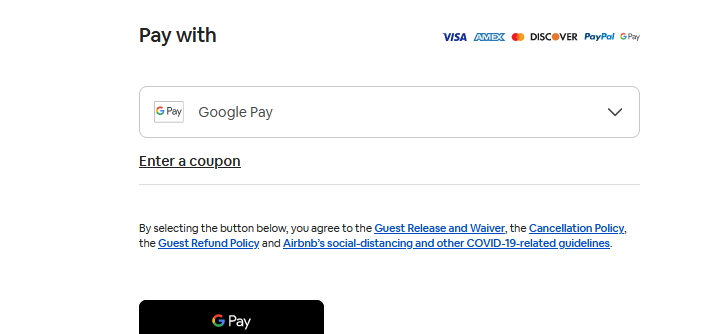 Pay with
VISA AMEX DISCOVER PayPal G Pay
G Pay Google Pay
Enter a coupon
By selecting the button below, you agree to the Guest Release and Waiver, the Cancellation Policy,
the Guest Refund Policy and Airbnb's social-distancing and other COVID-19-related guidelines.
G Pay